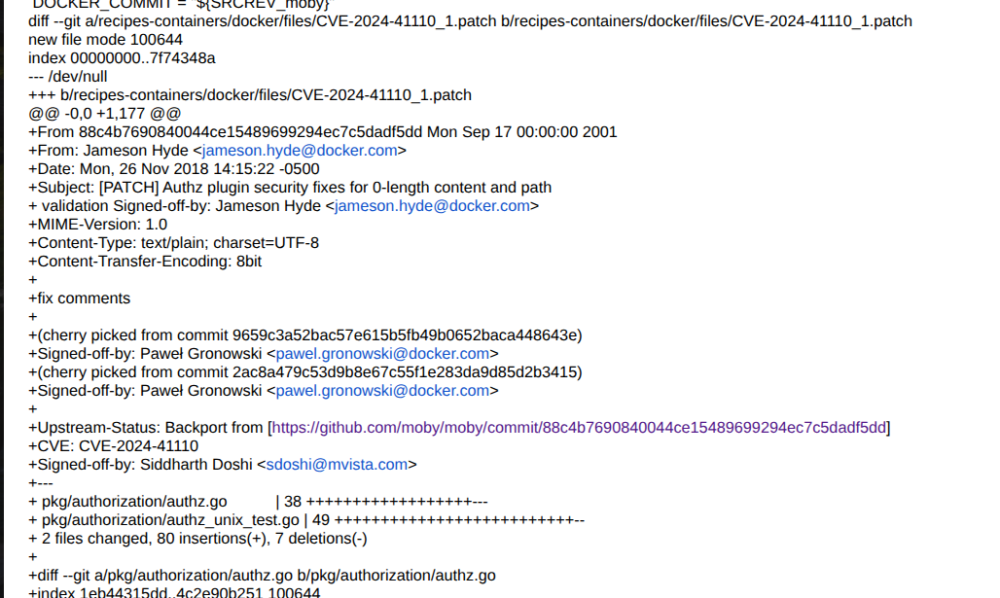 DOCKER_COMMIT = "${SRCREV_moby}"
diff --git a/recipes-containers/docker/files/CVE-2024-41110_1.patch b/recipes-containers/docker/files/CVE-2024-41110_1.patch
new file mode 100644
index 00000000..7f74348a
--- /dev/null
+++ b/recipes-containers/docker/files/CVE-2024-41110_1.patch
@@ -0,0 +1,177 @@
+From 88c4b7690840044ce15489699294ec7c5dadf5dd Mon Sep 17 00:00:00 2001
+From: Jameson Hyde <jameson.hyde@docker.com>
+Date: Mon, 26 Nov 2018 14:15:22 -0500
+Subject: [PATCH] Authz plugin security fixes for 0-length content and path
+ validation Signed-off-by: Jameson Hyde <jameson.hyde@docker.com>
+MIME-Version: 1.0
+Content-Type: text/plain; charset=UTF-8
+Content-Transfer-Encoding: 8bit
+
+fix comments
+
+(cherry picked from commit 9659c3a52bac57e615b5fb49b0652baca448643e)
+Signed-off-by: Paweł Gronowski <pawel.gronowski@docker.com>
+(cherry picked from commit 2ac8a479c53d9b8e67c55f1e283da9d85d2b3415)
+Signed-off-by: Paweł Gronowski <pawel.gronowski@docker.com>
+
+Upstream-Status: Backport from [https://github.com/moby/moby/commit/88c4b7690840044ce15489699294ec7c5dadf5dd]
+CVE: CVE-2024-41110
+Signed-off-by: Siddharth Doshi <sdoshi@mvista.com>
+---
+ pkg/authorization/authz.go | 38 ++++++++++++++++++---
+ pkg/authorization/authz_unix_test.go | 49 ++++++++++++++++++++++++++--
+ 2 files changed, 80 insertions(+), 7 deletions(-)
+
+diff --git a/pkg/authorization/authz.go b/pkg/authorization/authz.go
+index 1eb44315dd..4c2e90b251 100644